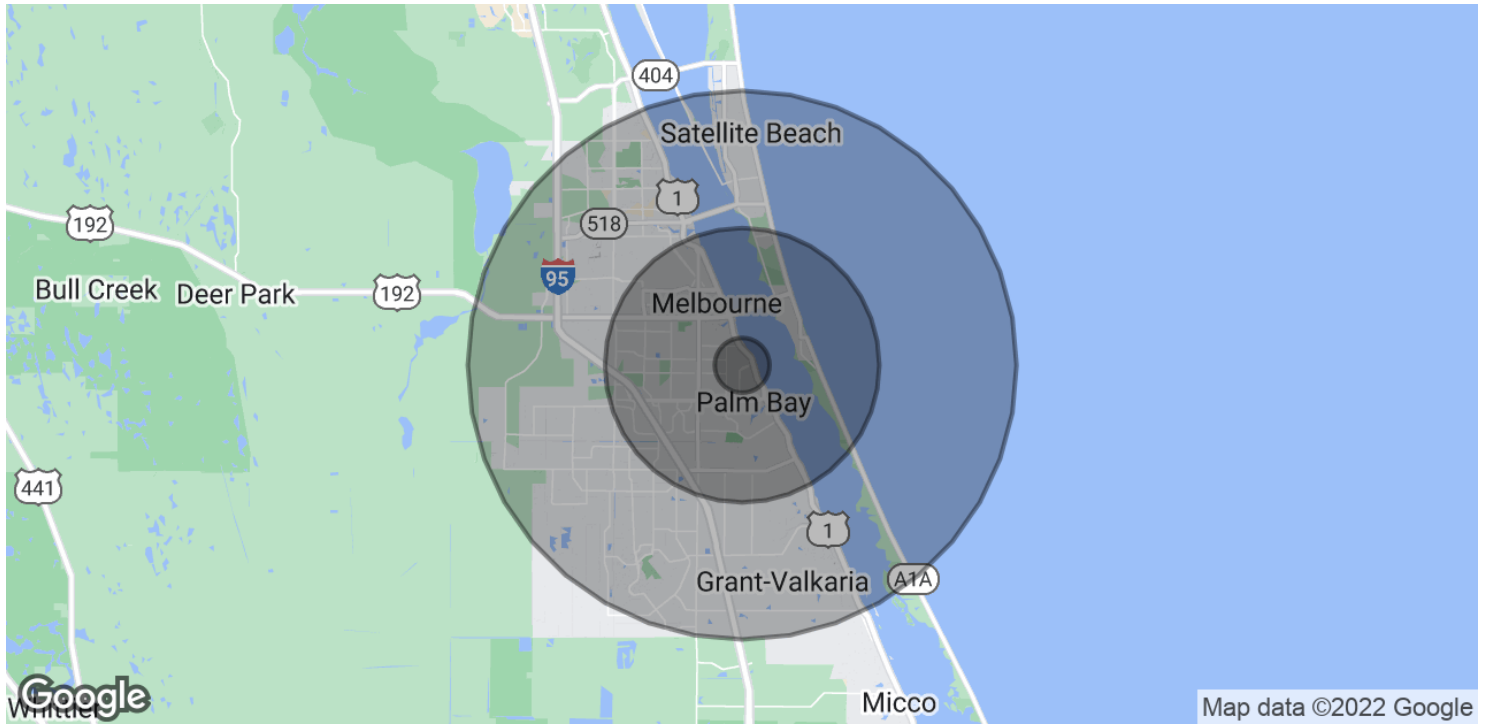 404
Satellite Beach
1
518
192
95
Bull Creek
Deer Park
192
Melbourne
Palm Bay
441
1
Grant-Valkaria
A1A
Google
Whittier
Micco
Map data ©2022 Google